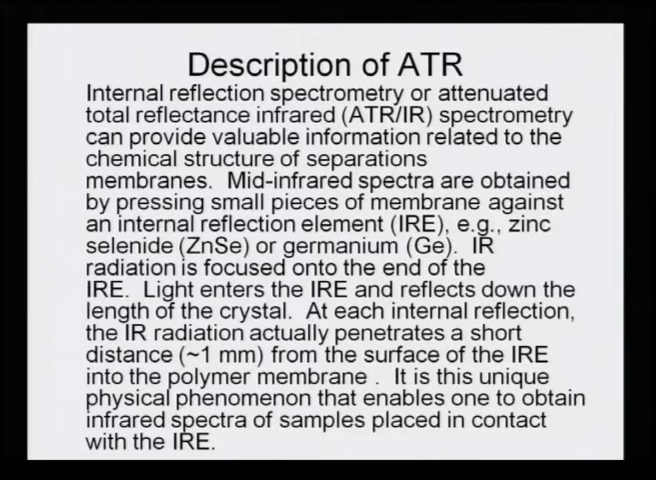 Description of ATR
Internal reflection spectrometry or attenuated
total reflectance infrared (ATR/IR) spectrometry
can provide valuable information related to the
chemical structure of separations
membranes.  Mid-infrared spectra are obtained
by pressing small pieces of membrane against
an internal reflection element (IRE), e.g., zinc
selenide (ZnSe) or germanium (Ge).  IR
radiation is focused onto the end of the
IRE.  Light enters the IRE and reflects down the
length of the crystal.  At each internal reflection,
the IR radiation actually penetrates a short
distance (~1 mm) from the surface of the IRE
into the polymer membrane .  It is this unique
physical phenomenon that enables one to obtain
infrared spectra of samples placed in contact
with the IRE.